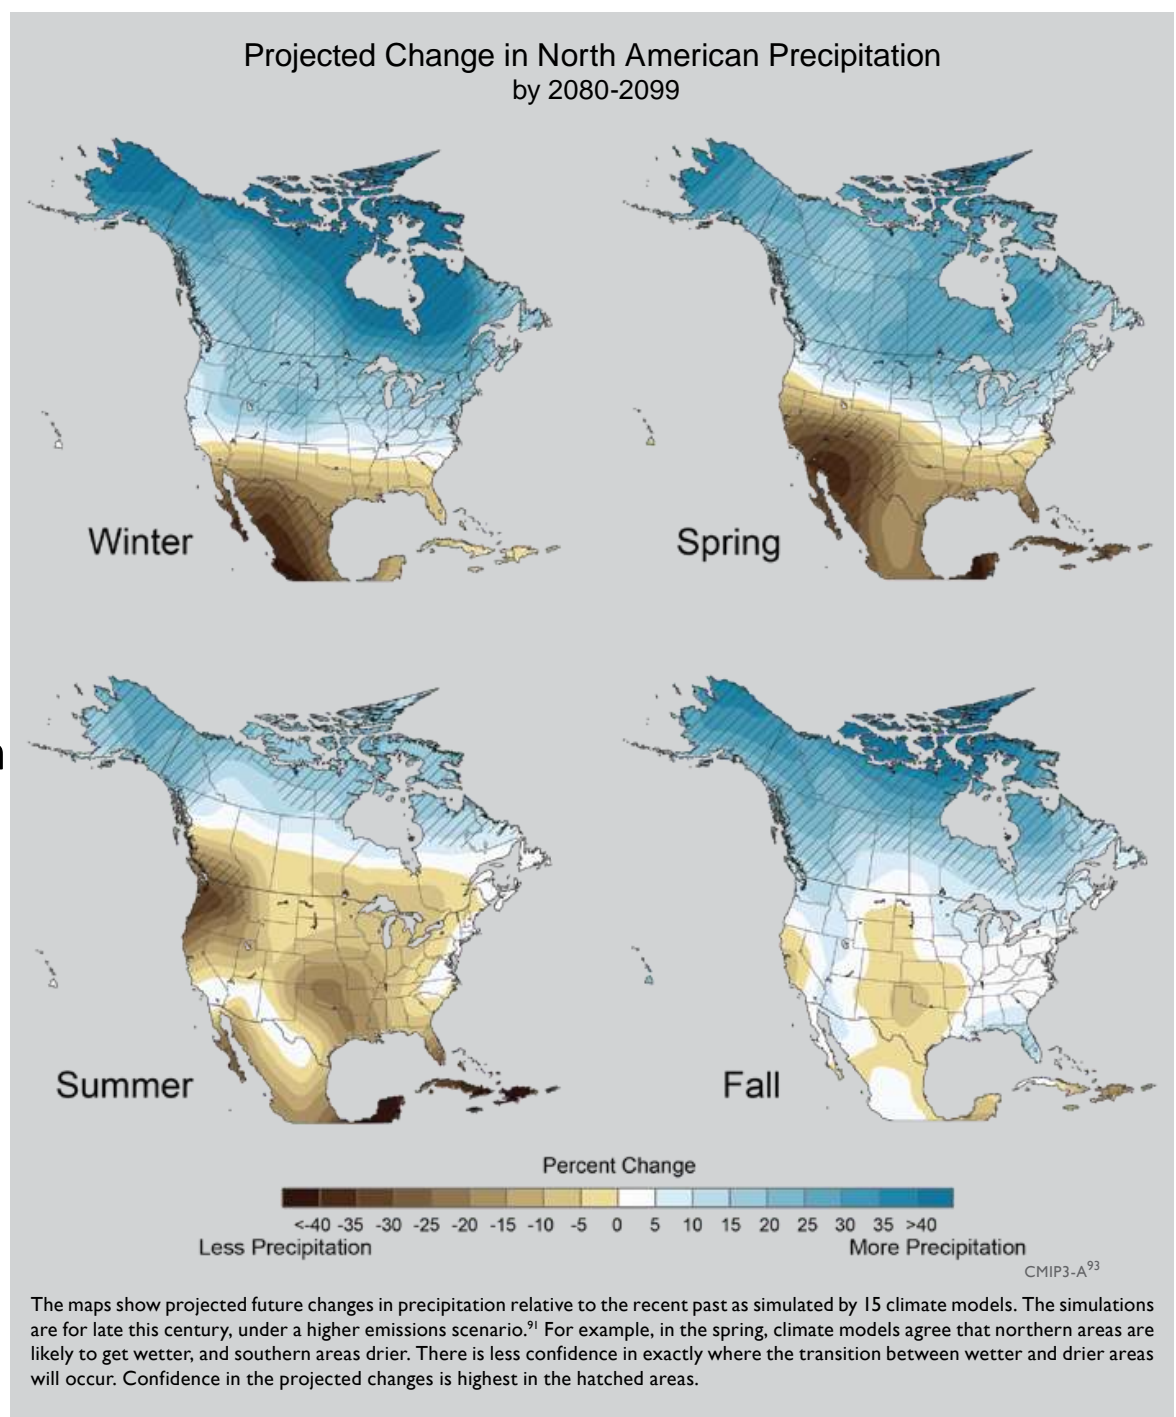 Projected Change in North American Precipitation
by 2080-2099
Winter
Spring
n
Summer
Fall
Percent Change
<-40 -35 -30 -25 -20 -15 -10 -5 0 5 10 15 20 25 30 35 >40
Less Precipitation
More Precipitation
CMIP3-A93
The maps show projected future changes in precipitation relative to the recent past as simulated by 15 climate models. The simulations
are for late this century, under a higher emissions scenario.91 For example, in the spring, climate models agree that northern areas are
likely to get wetter, and southern areas drier. There is less confidence in exactly where the transition between wetter and drier areas
will occur. Confidence in the projected changes is highest in the hatched areas.